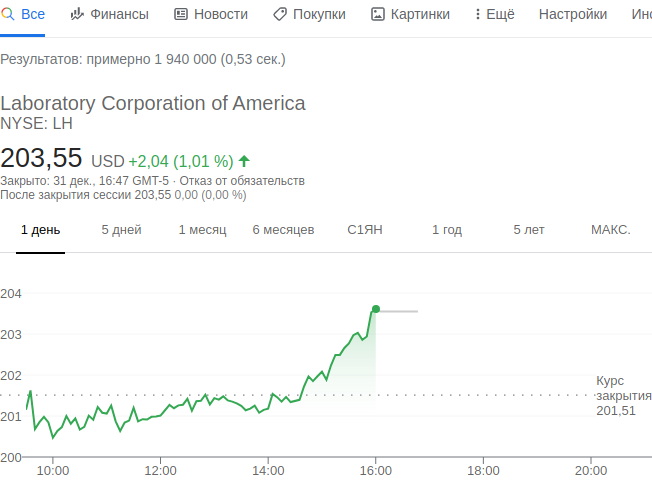 Все Финансы Новости Покупки Картинки Ещё Настройки Инс
Результатов: примерно 1 940 000 (0,53 сек.)
Laboratory Corporation of America
NYSE: LH
203,55 USD +2,04 (1,01 %)
Закрыто: 31 дек., 16:47 GMT-5 · Отказ от обязательств
После закрытия сессии 203,55 0,00 (0,00 %)
1 день 5 дней 1 месяц 6 месяцев С1ЯН 1 год 5 лет МАКС.
204
203
202
Курс
закрытия
201
201,51
200
10:00 12:00 14:00 16:00 18:00 20:00